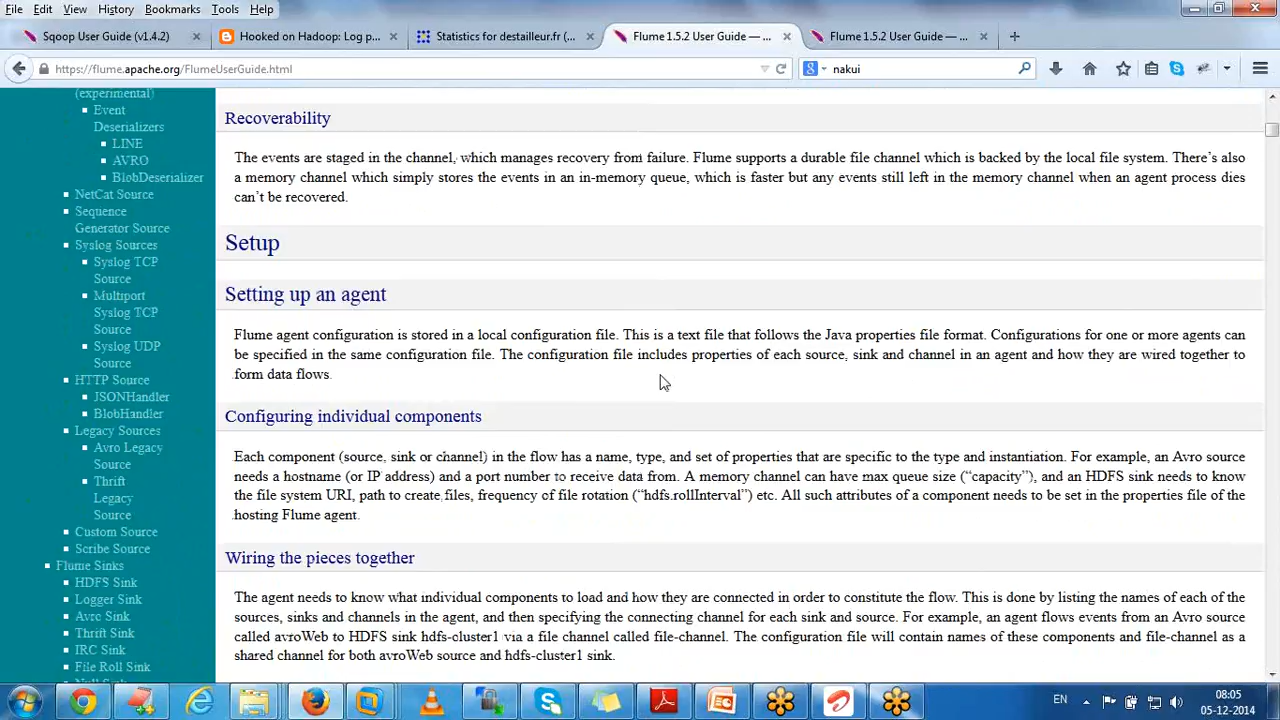 File Edit View History Bookmarks Tools Help
Sqoop User Guide (v1.4.2)
Hooked on Hadoop: Log p...
Statistics for destailleur.fr (...
Flume 1.5.2 User Guide — ...
Flume 1.5.2 User Guide — ...
https://flume.apache.org/FlumeUserGuide.html
nakui
(experimental)
Event
Deserializers
LINE
AVRO
BlobDeserializer
NetCat Source
Sequence
Generator Source
Syslog Sources
Syslog TCP
Source
Multiport
Syslog TCP
Source
Syslog UDP
Source
HTTP Source
JSONHandler
BlobHandler
Legacy Sources
Avro Legacy
Source
Thrift
Legacy
Source
Custom Source
Scribe Source
Flume Sinks
HDFS Sink
Logger Sink
Avro Sink
Thrift Sink
IRC Sink
File Roll Sink
Recoverability
The events are staged in the channel, which manages recovery from failure. Flume supports a durable file channel which is backed by the local file system. There's also
a memory channel which simply stores the events in an in-memory queue, which is faster but any events still left in the memory channel when an agent process dies
can't be recovered.
Setup
Setting up an agent
Flume agent configuration is stored in a local configuration file. This is a text file that follows the Java properties file format. Configurations for one or more agents can
be specified in the same configuration file. The configuration file includes properties of each source, sink and channel in an agent and how they are wired together to
form data flows.
Configuring individual components
Each component (source, sink or channel) in the flow has a name, type, and set of properties that are specific to the type and instantiation. For example, an Avro source
needs a hostname (or IP address) and a port number to receive data from. A memory channel can have max queue size ("capacity"), and an HDFS sink needs to know
the file system URI, path to create files, frequency of file rotation ("hdfs.rollInterval") etc. All such attributes of a component needs to be set in the properties file of the
hosting Flume agent.
Wiring the pieces together
The agent needs to know what individual components to load and how they are connected in order to constitute the flow. This is done by listing the names of each of the
sources, sinks and channels in the agent, and then specifying the connecting channel for each sink and source. For example, an agent flows events from an Avro source
called avroWeb to HDFS sink hdfs-cluster1 via a file channel called file-channel. The configuration file will contain names of these components and file-channel as a
shared channel for both avroWeb source and hdfs-cluster1 sink.
EN
08:05
05-12-2014